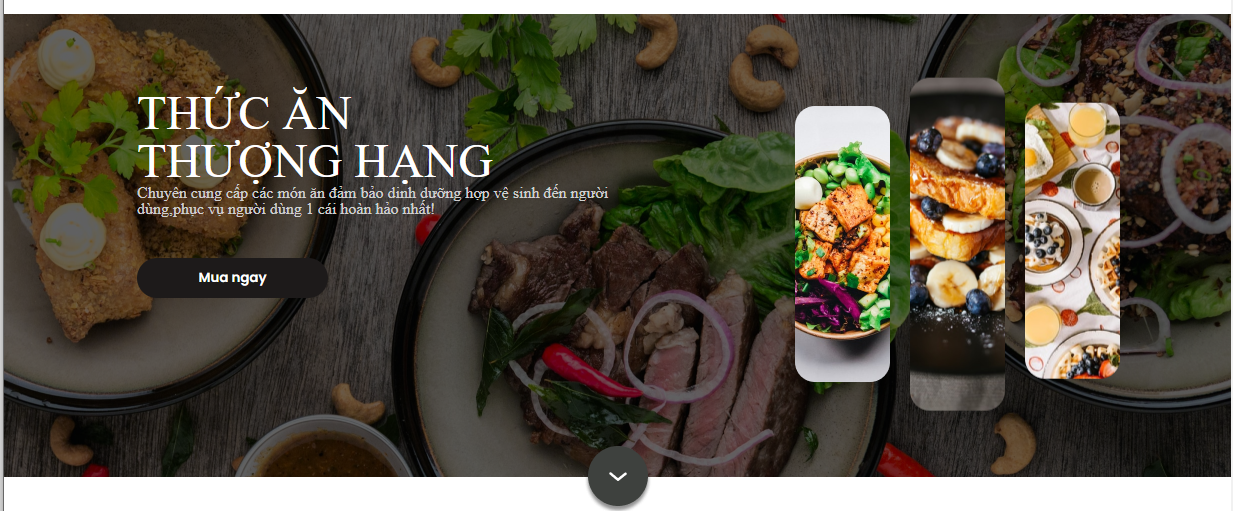 THỨC ĂN
THƯỢNG HẠNG
Chuyên cung cấp các món ăn đảm bảo dinh dưỡng hợp vệ sinh đến người
dùng,phục vụ người dùng 1 cái hoàn hảo nhất!
Mua ngay